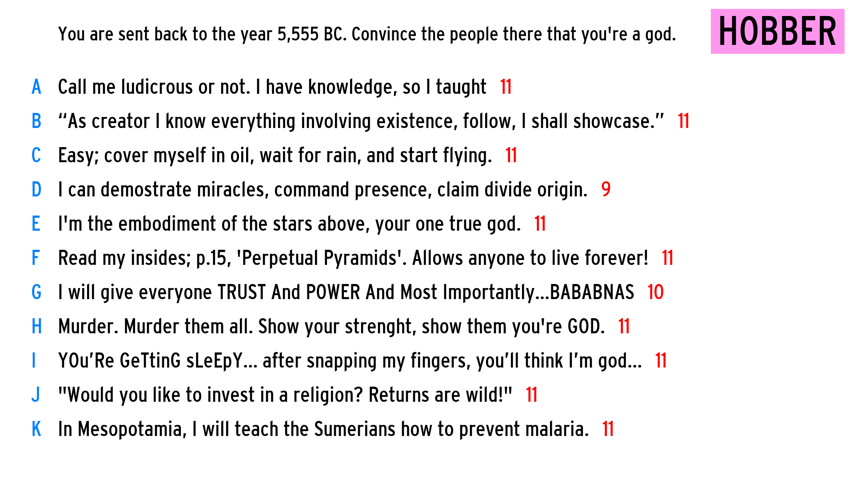 You are sent back to the year 5,555 BC. Convince the people there that you're a god. HOBBER
A Call me ludicrous or not. I have knowledge, so I taught 11
B “As creator I know everything involving existence, follow, I shall showcase.” 11
C Easy; cover myself in oil, wait for rain, and start flying. 11
D I can demostrate miracles, command presence, claim divide origin. 9
E I'm the embodiment of the stars above, your one true god. 11
F Read my insides; p.15, 'Perpetual Pyramids'. Allows anyone to live forever! 11
G I will give everyone TRUST And POWER And Most Importantly...BABABNAS 10
H Murder. Murder them all. Show your strenght, show them you're GOD. 11
I YOu’Re GeTtinG sLeEpY... after snapping my fingers, you’ll think I’m god... 11
J "Would you like to invest in a religion? Returns are wild!" 11
K In Mesopotamia, I will teach the Sumerians how to prevent malaria. 11